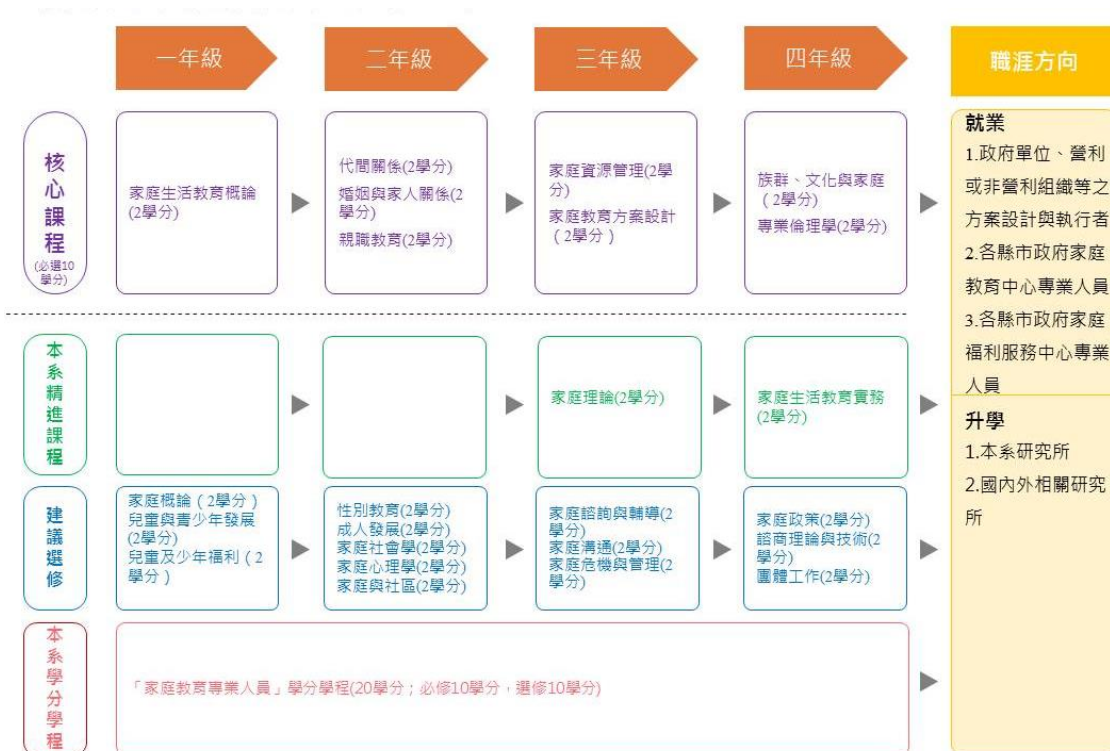 一年級
二年級
三年級
四年級
職涯方向
核
心
課
程
(必選10
學分)
家庭生活教育概論
(2學分)
代間關係(2學分)
婚姻與家人關係(2
學分)
親職教育(2學分)
家庭資源管理(2學
分)
家庭教育方案設計
(2學分)
族群、文化與家庭
(2學分)
專業倫理學(2學分)
本
系
精
進
課
程
家庭理論(2學分)
家庭生活教育實務
(2學分)
建
議
選
修
家庭概論(2學分)
兒童與青少年發展
(2學分)
兒童及少年福利(2
學分)
性別教育(2學分)
成人發展(2學分)
家庭社會學(2學分)
家庭心理學(2學分)
家庭與社區(2學分)
家庭諮詢與輔導(2
學分)
家庭溝通(2學分)
家庭危機與管理(2
學分)
家庭政策(2學分)
諮商理論與技術(2
學分)
團體工作(2學分)
本
系
學
分
學
程
「家庭教育專業人員」學分學程(20學分；必修10學分，選修10學分)
就業
1.政府單位、營利
或非營利組織等之
方案設計與執行者
2.各縣市政府家庭
教育中心專業人員
3.各縣市政府家庭
福利服務中心專業
人員
升學
1.本系研究所
2.國內外相關研究
所